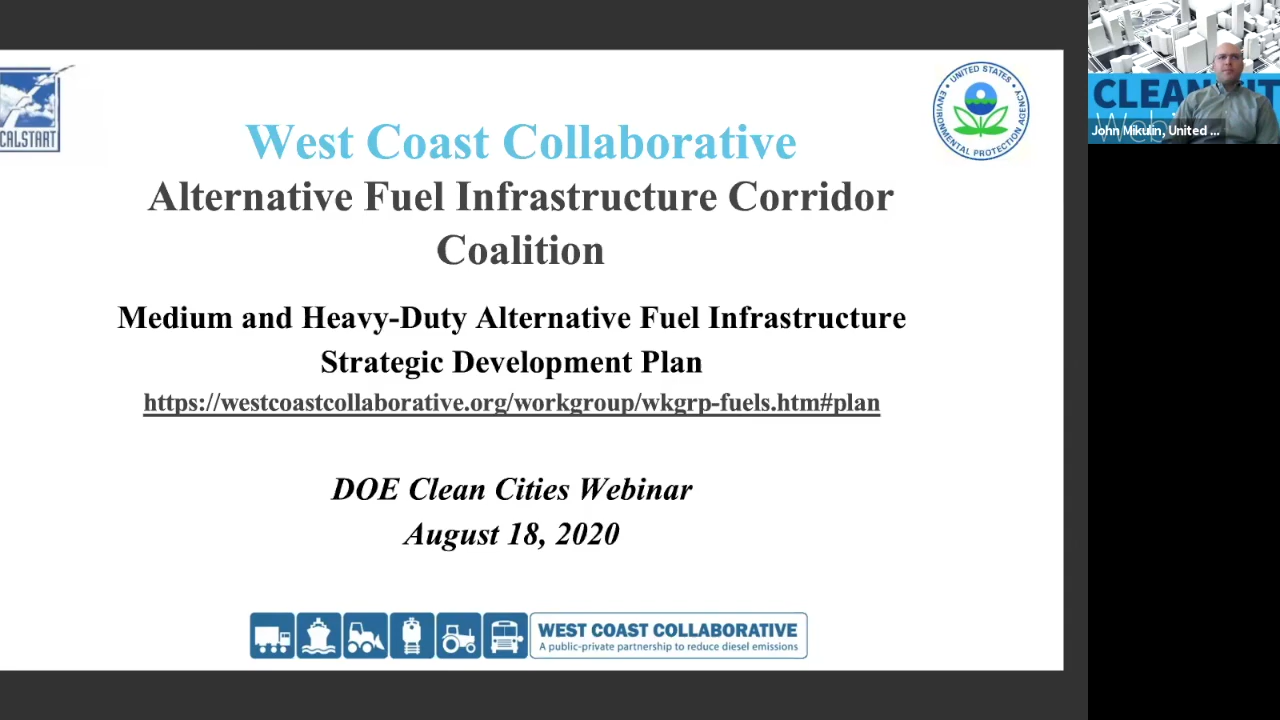 CALSTART
UNITED STATES
ENVIRONMENTAL PROTECTION AGENCY
West Coast Collaborative
Alternative Fuel Infrastructure Corridor
Coalition
Medium and Heavy-Duty Alternative Fuel Infrastructure
Strategic Development Plan
https://westcoastcollaborative.org/workgroup/wkgrp-fuels.htm#plan
DOE Clean Cities Webinar
August 18, 2020
WEST COAST COLLABORATIVE
A public-private partnership to reduce diesel emissions
CLEAN CIT
John Mikulin, United ...